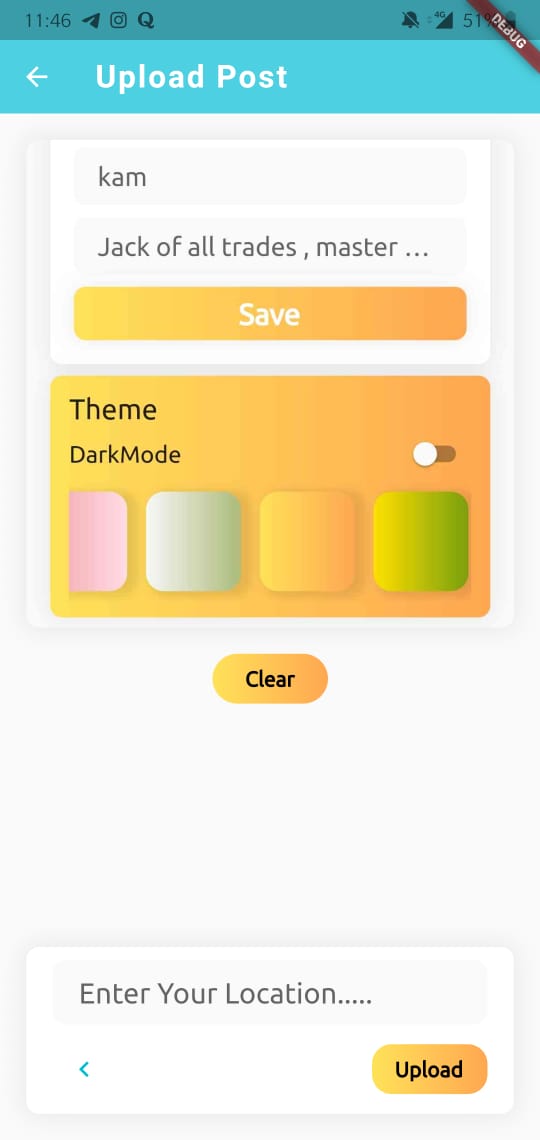 11:46
4G
51%
DEBUG
Upload Post
kam
Jack of all trades , master ...
Save
Theme
DarkMode
Clear
Enter Your Location.....
Upload